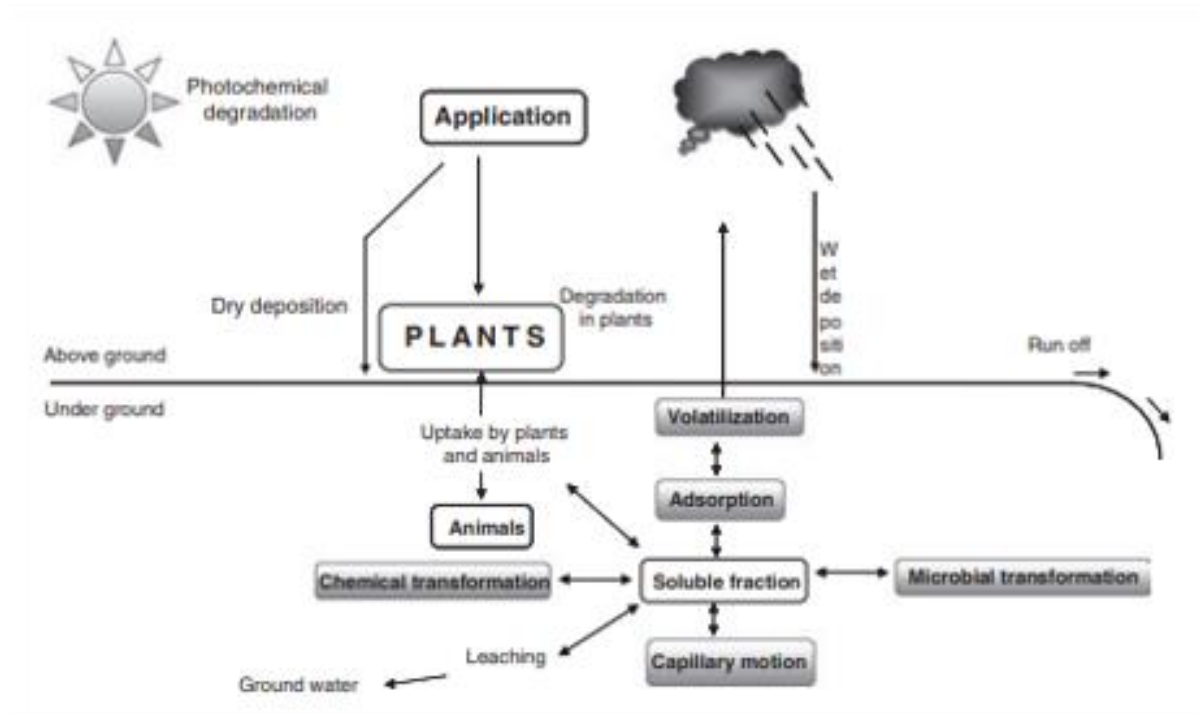 Photochemical
degradation
Application
W
et
de
po
siti
on
Dry deposition
Degradation
in plants
PLANTS
Above ground
Run off
Under ground
Volatilization
Uptake by plants
and animals
Adsorption
Animals
Chemical transformation
Soluble fraction
Microbial transformation
Leaching
Capillary motion
Ground water